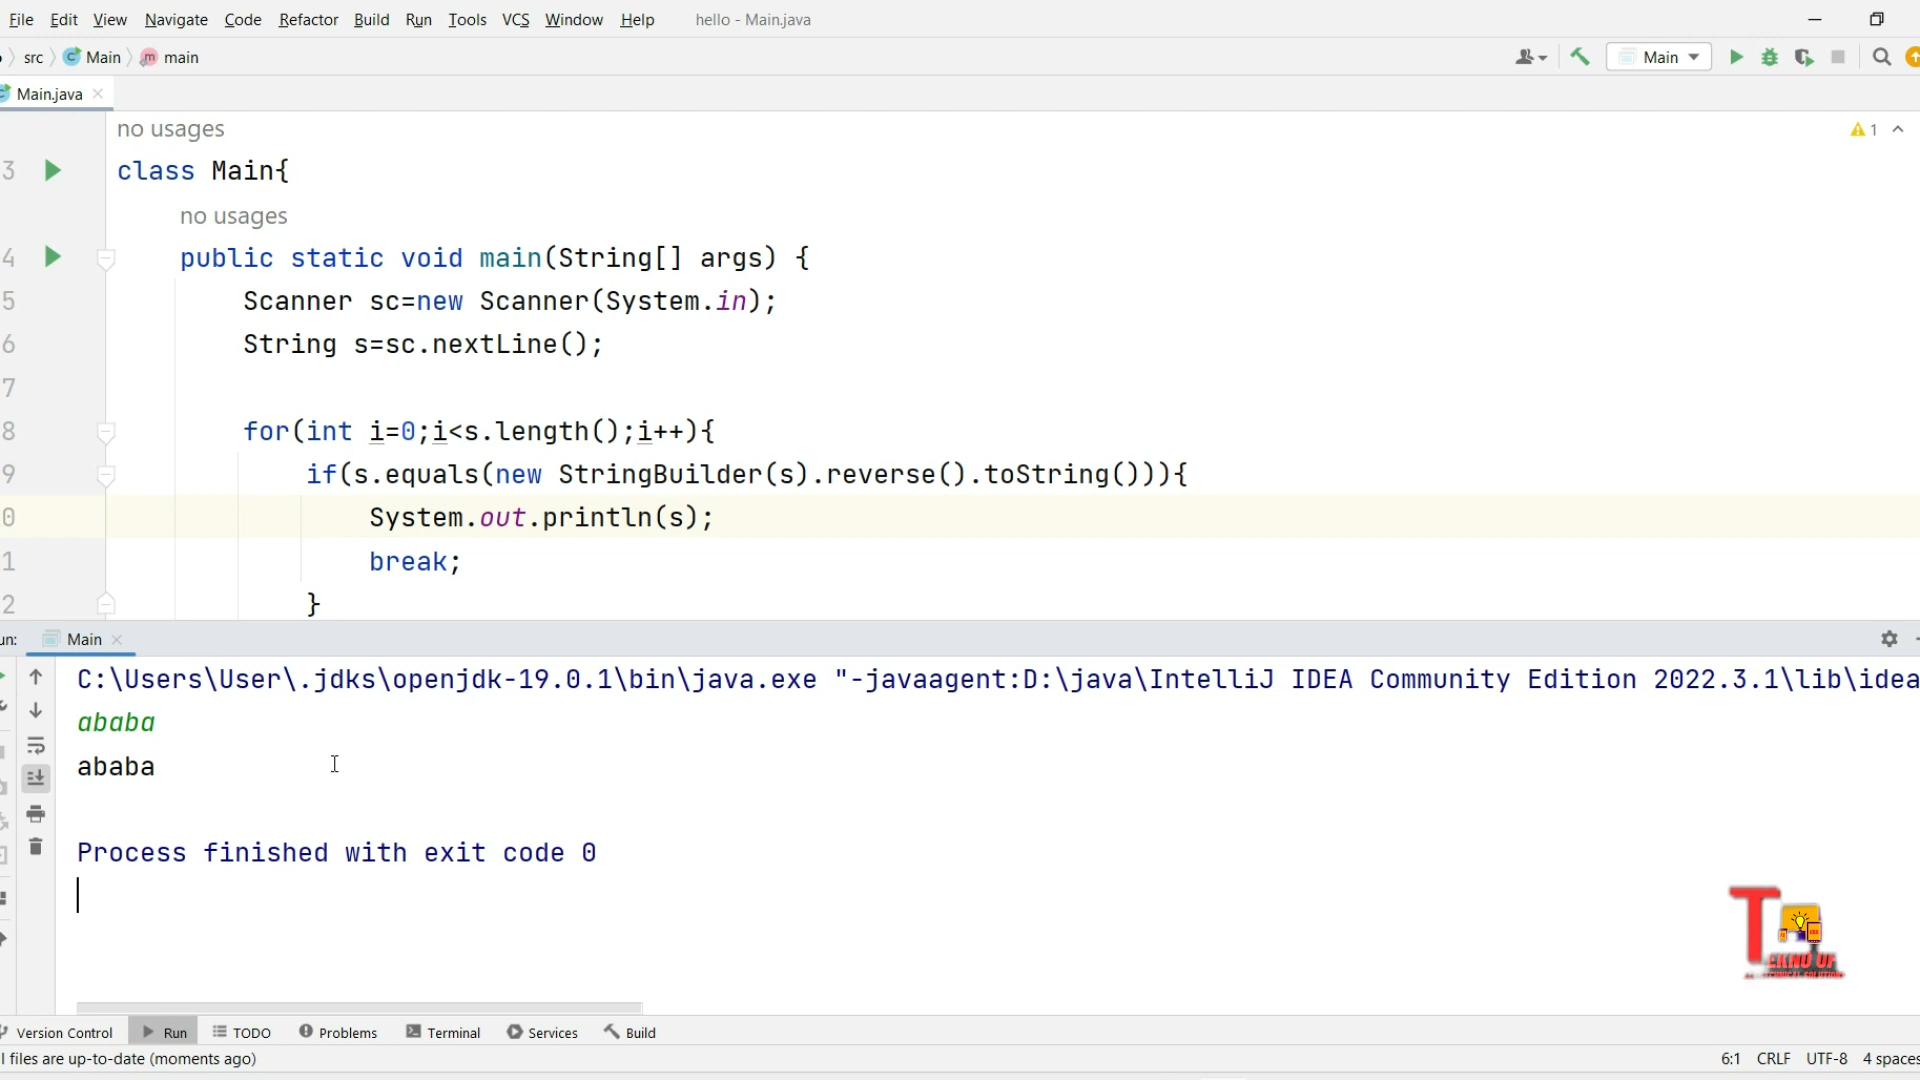 File Edit View Navigate Code Refactor Build Run Tools VCS Window Help hello - Main.java
src Main main Main
Main.java
no usages
1
3 class Main{
no usages
4 public static void main(String[] args) {
5 Scanner sc=new Scanner(System.in);
6 String s=sc.nextLine();
7
8 for(int i=0;i<s.length();i++){
9 if(s.equals(new StringBuilder(s).reverse().toString())){
0 System.out.println(s);
1 break;
2 }
un: Main
C:\Users\User\.jdks\openjdk-19.0.1\bin\java.exe "-javaagent:D:\java\IntelliJ IDEA Community Edition 2022.3.1\lib\idea
ababa
ababa
Process finished with exit code 0
Version Control Run TODO Problems Terminal Services Build
l files are up-to-date (moments ago) 6:1 CRLF UTF-8 4 spaces